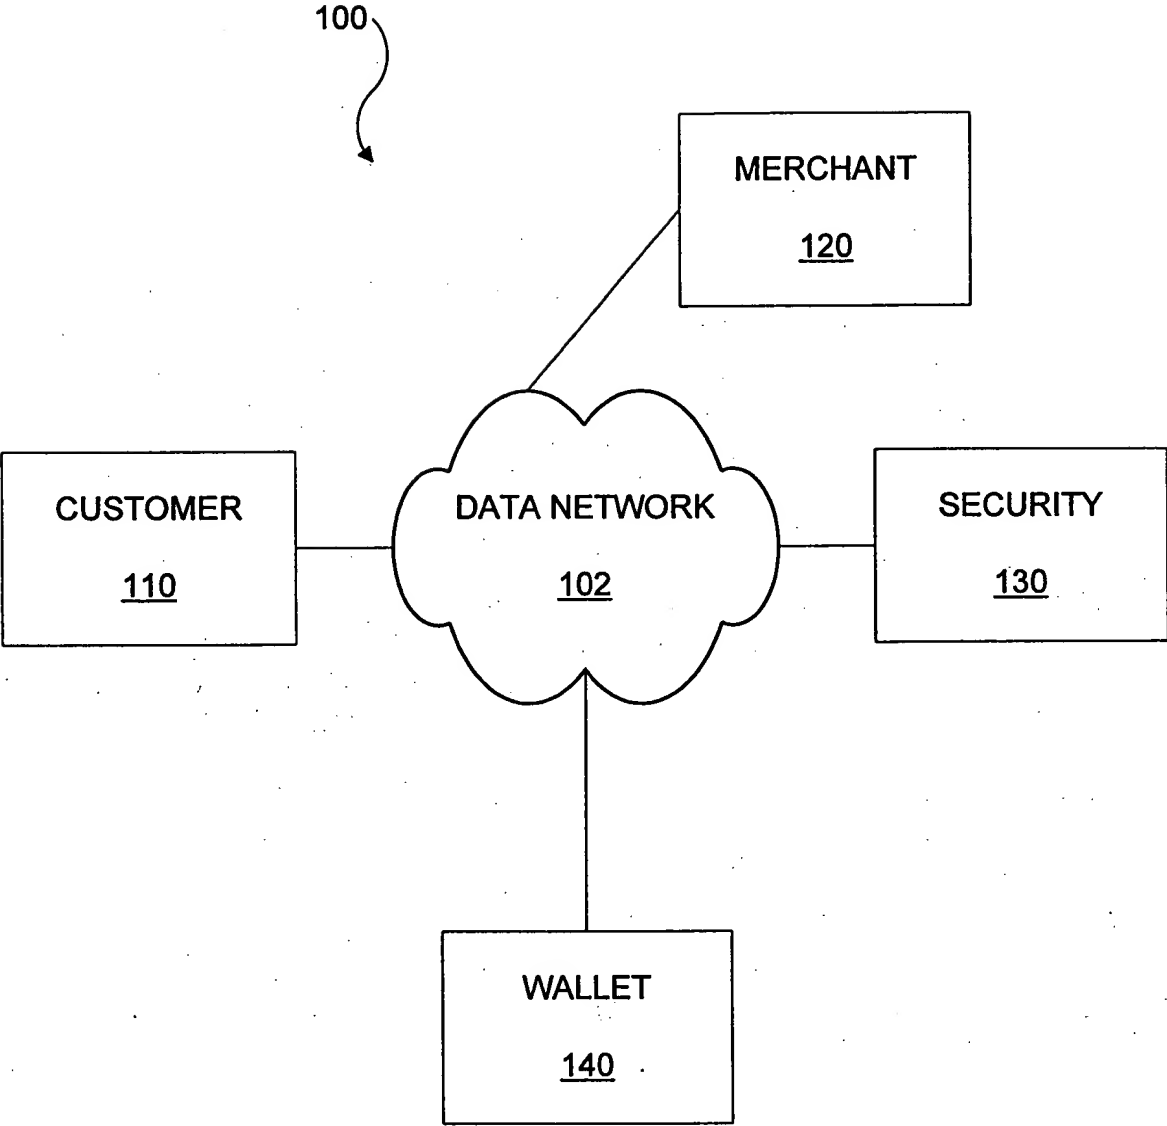 100
MERCHANT
120
CUSTOMER
110
DATA NETWORK
102
SECURITY
130
WALLET
140